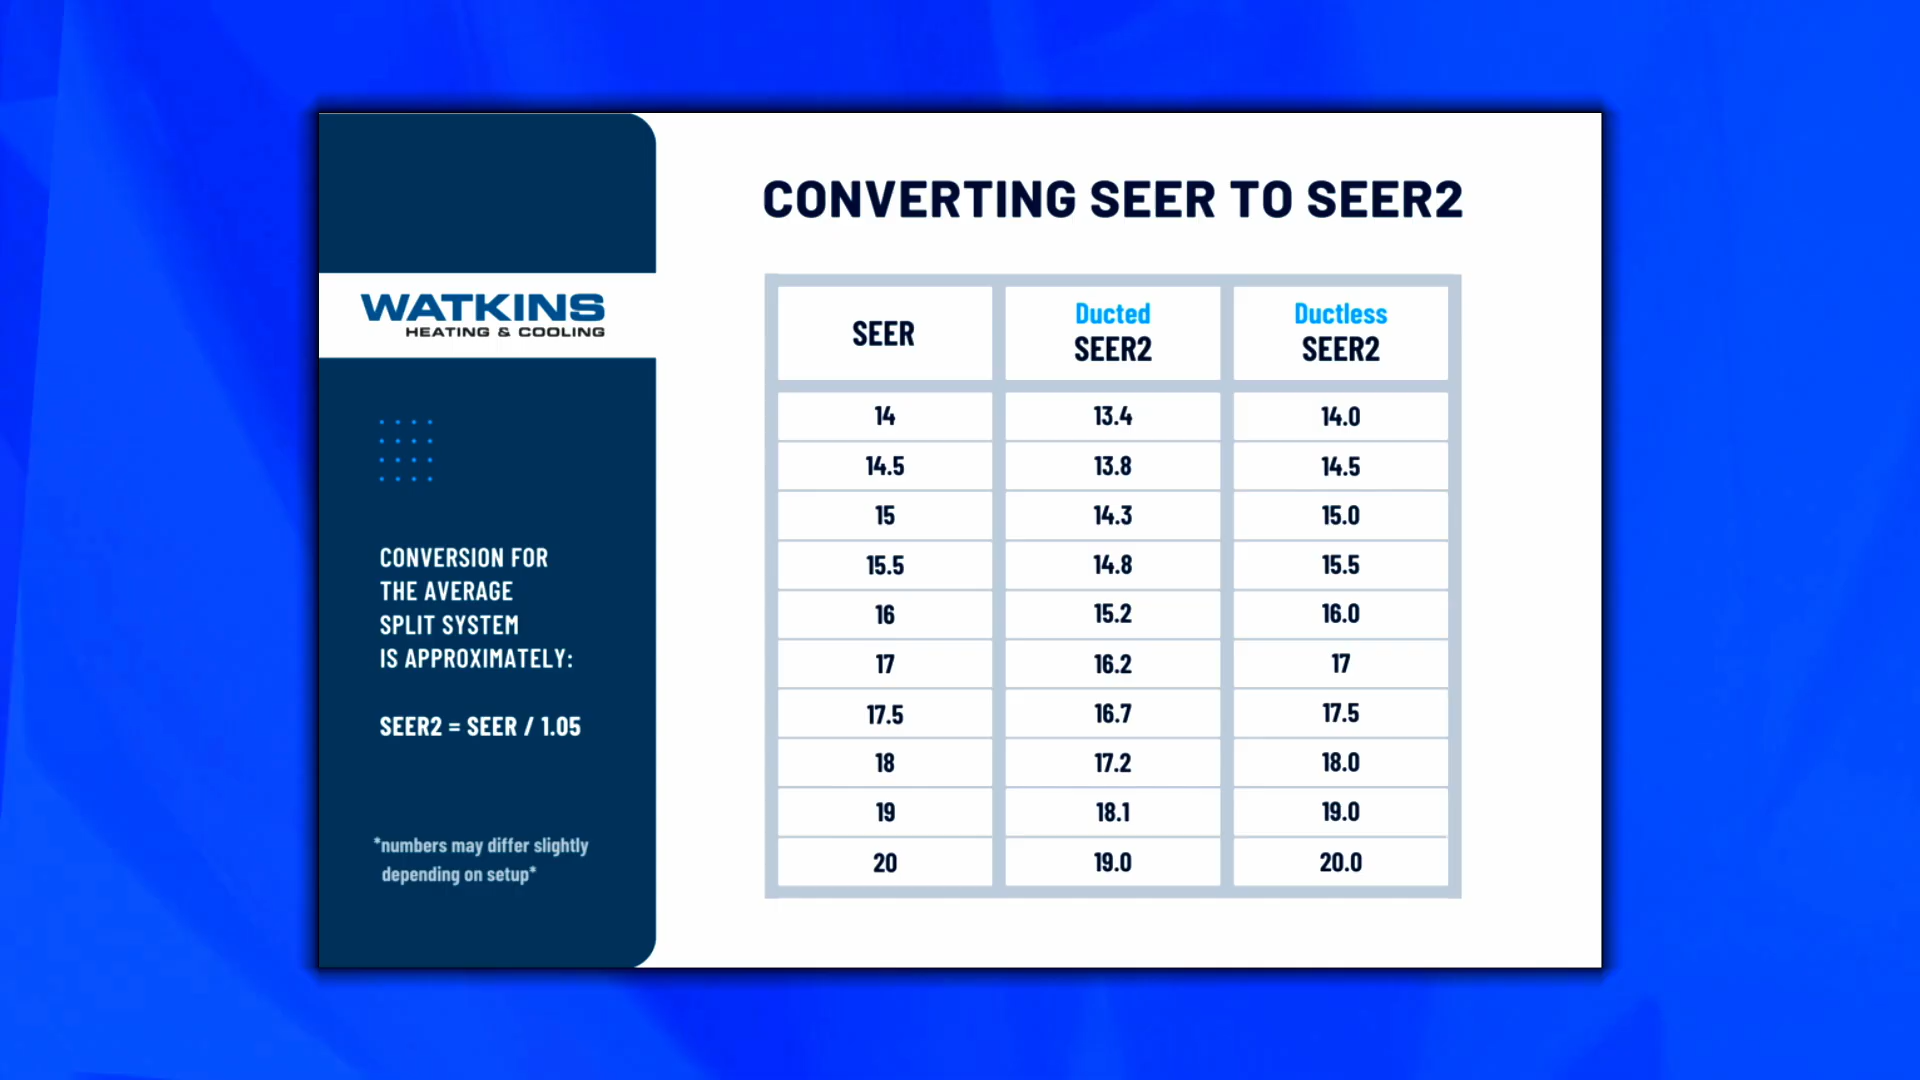 WATKINS
HEATING & COOLING
CONVERSION FOR
THE AVERAGE
SPLIT SYSTEM
IS APPROXIMATELY:
SEER2 = SEER / 1.05
*numbers may differ slightly
depending on setup*
CONVERTING SEER TO SEER2
SEER Ducted SEER2 Ductless SEER2
14 13.4 14.0
14.5 13.8 14.5
15 14.3 15.0
15.5 14.8 15.5
16 15.2 16.0
17 16.2 17
17.5 16.7 17.5
18 17.2 18.0
19 18.1 19.0
20 19.0 20.0